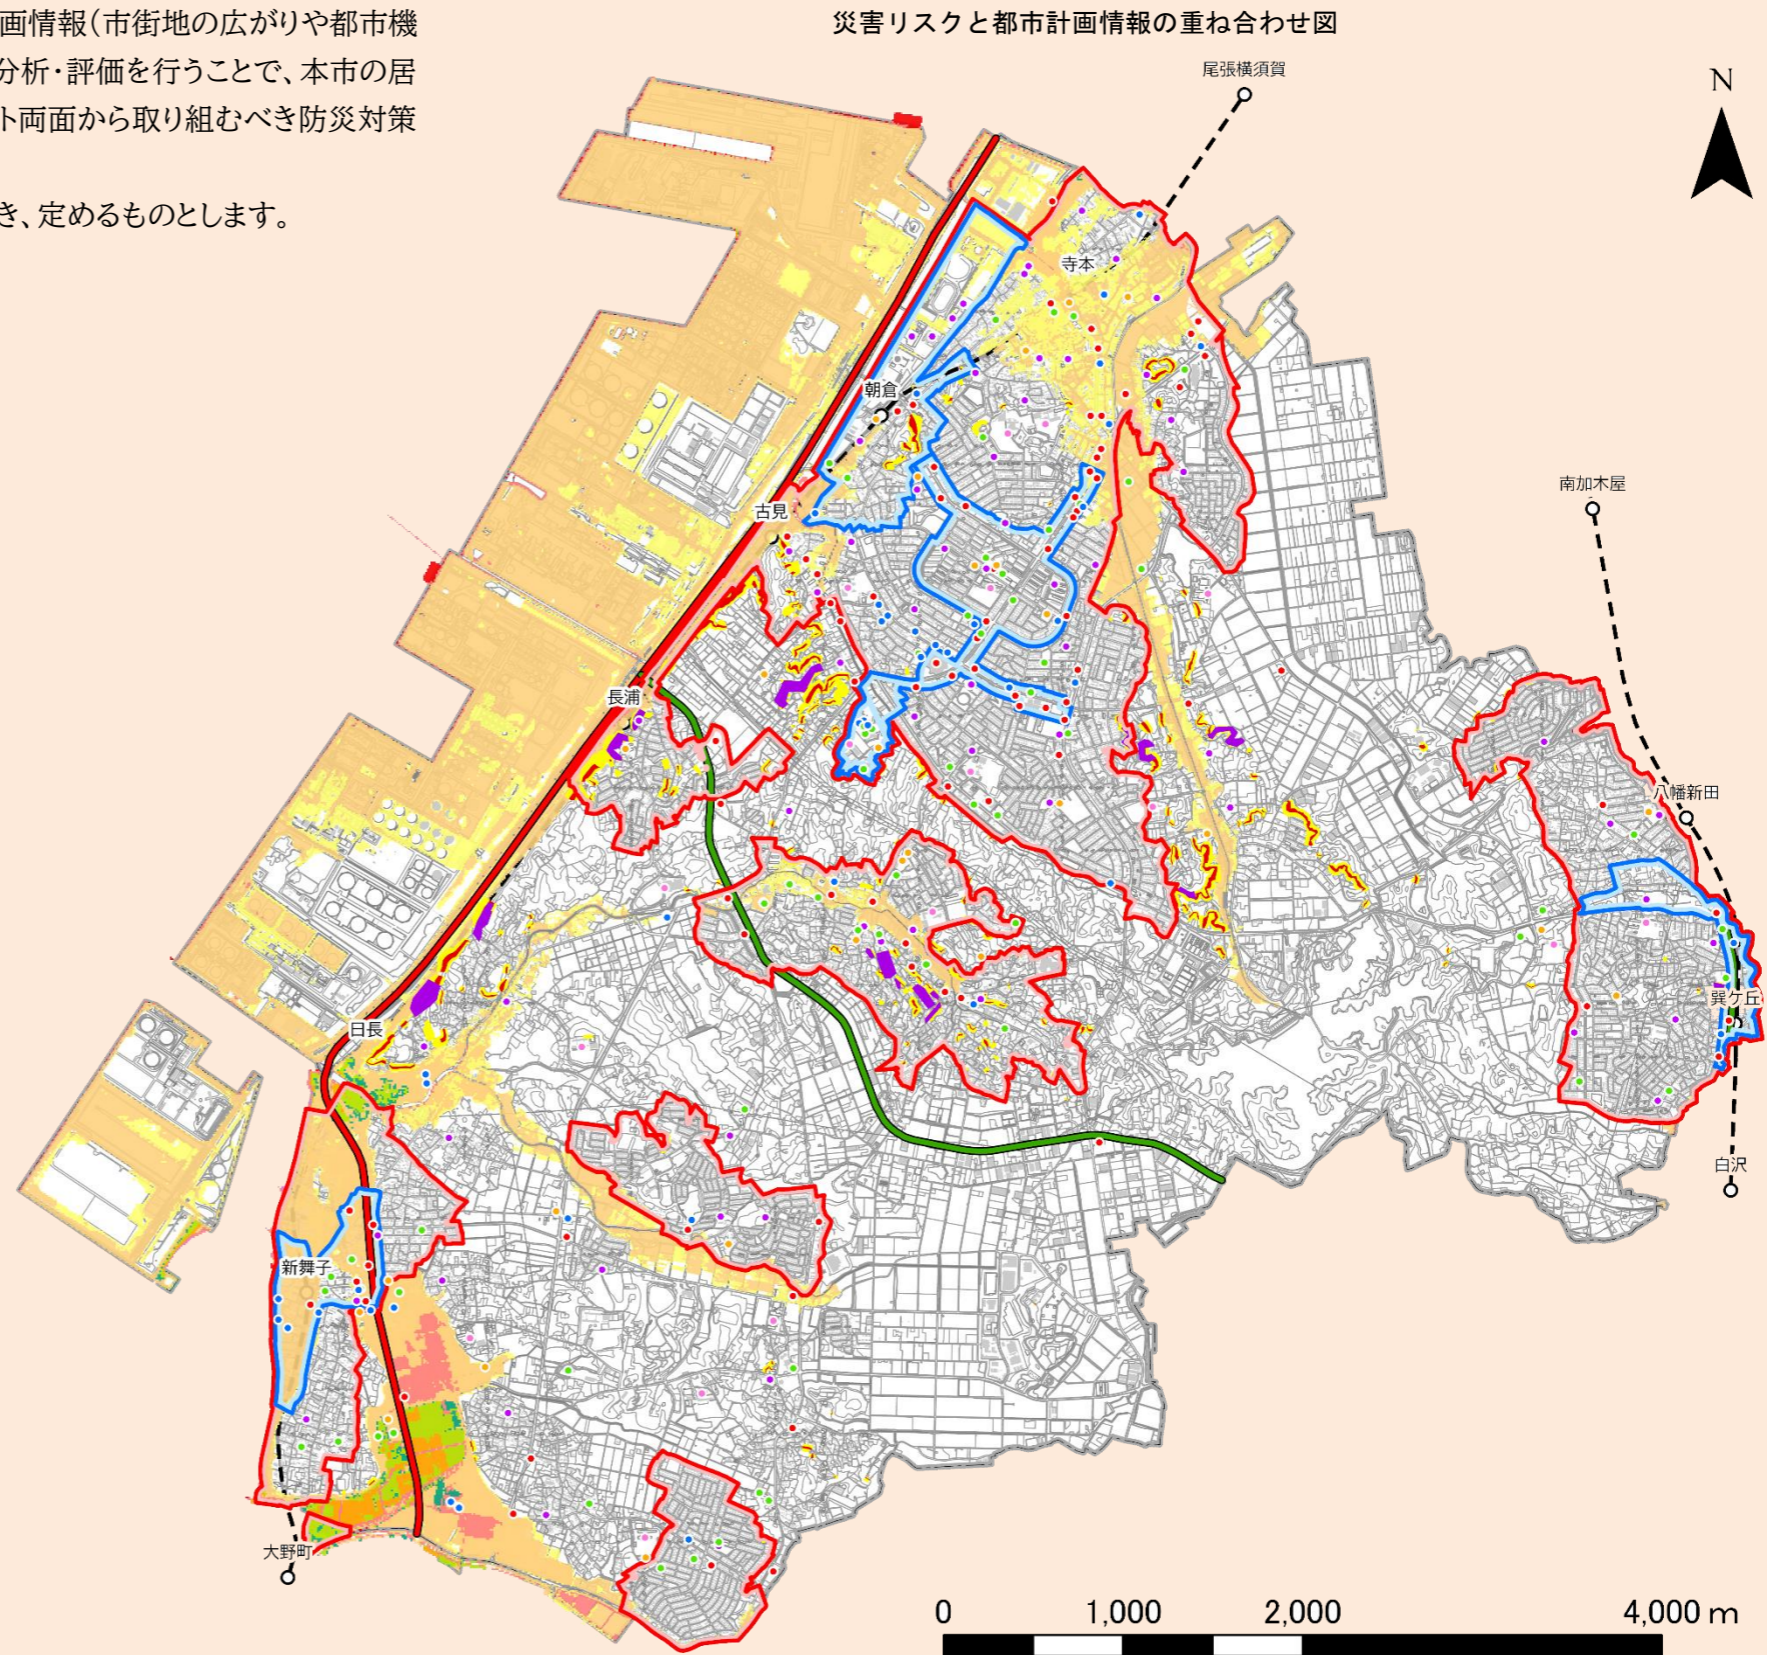 画情報（市街地の広がりや都市機
分析・評価を行うことで、本市の居
ト両面から取り組むべき防災対策
き、定めるものとします。
災害リスクと都市計画情報の重ね合わせ図
尾張横須賀
N
寺本
朝倉
古見
南加木屋
長浦
八幡新田
巽ケ丘
日長
白沢
新舞子
大野町
0 1,000 2,000 4,000 m